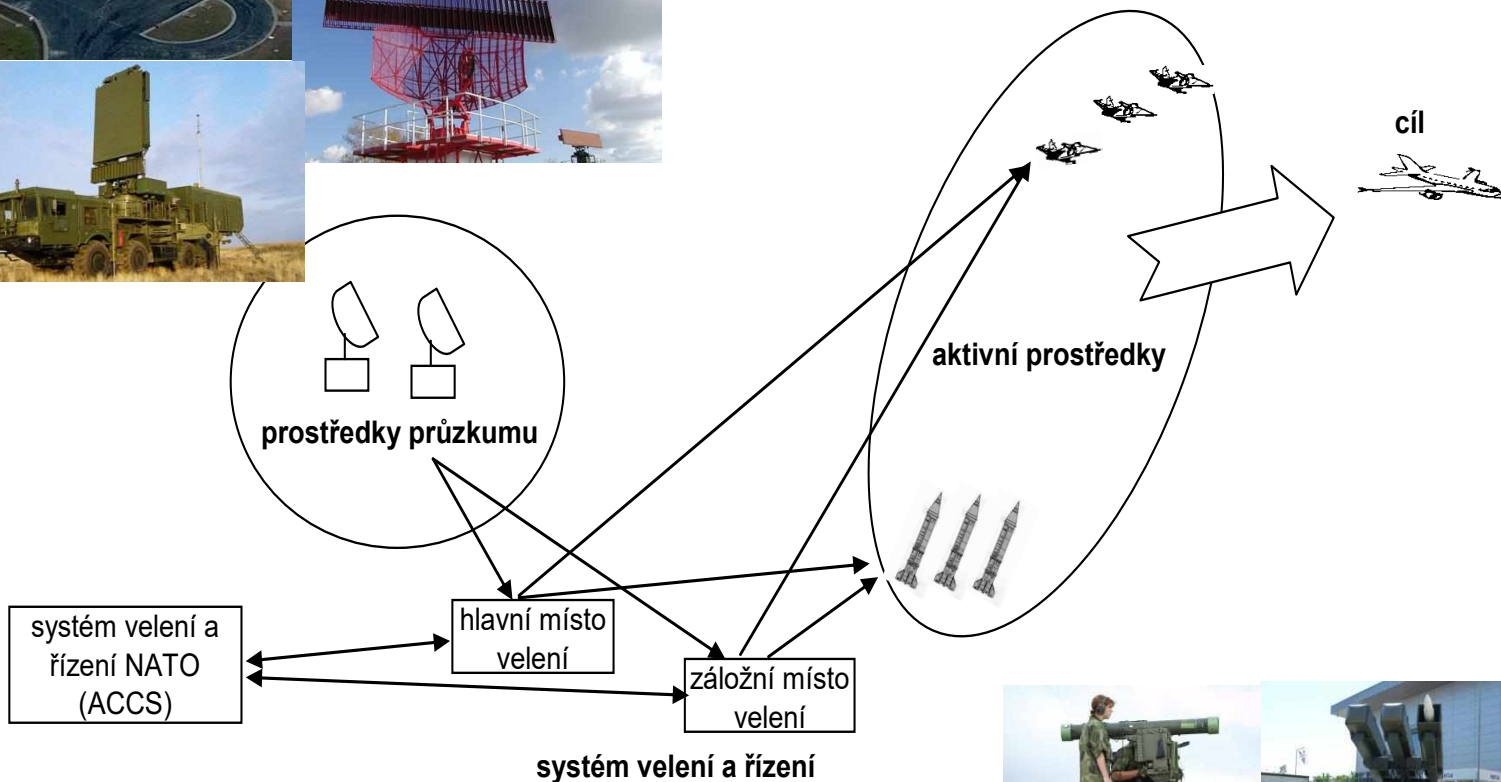 cíl
aktivní prostředky
prostředky průzkumu
hlavní místo
velení
systém velení a
řízení NATO
(ACCS)
záložní místo
velení
systém velení a řízení